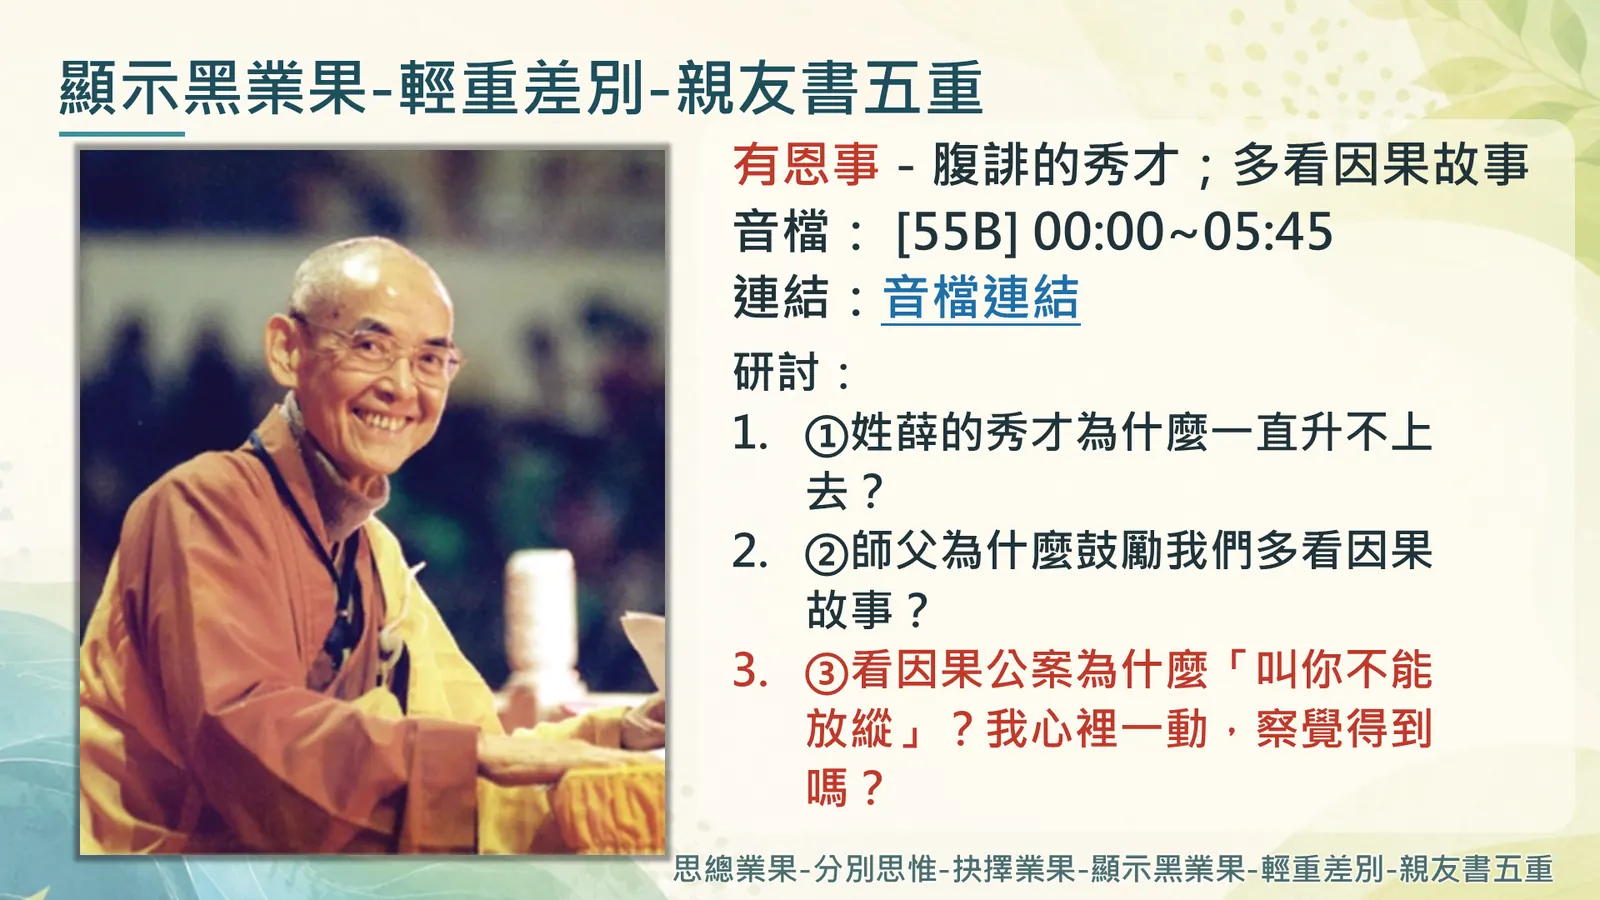 顯示黑業果-輕重差別-親友書五重
有恩事 - 腹誹的秀才；多看因果故事
音檔： [55B] 00:00~05:45
連結：音檔連結
研討：
1. ①姓薛的秀才為什麼一直升不上
去？
2. ②師父為什麼鼓勵我們多看因果
故事？
3. ③看因果公案為什麼「叫你不能
放縱」？我心裡一動，察覺得到
嗎？
思總業果-分別思惟-抉擇業果-顯示黑業果-輕重差別-親友書五重